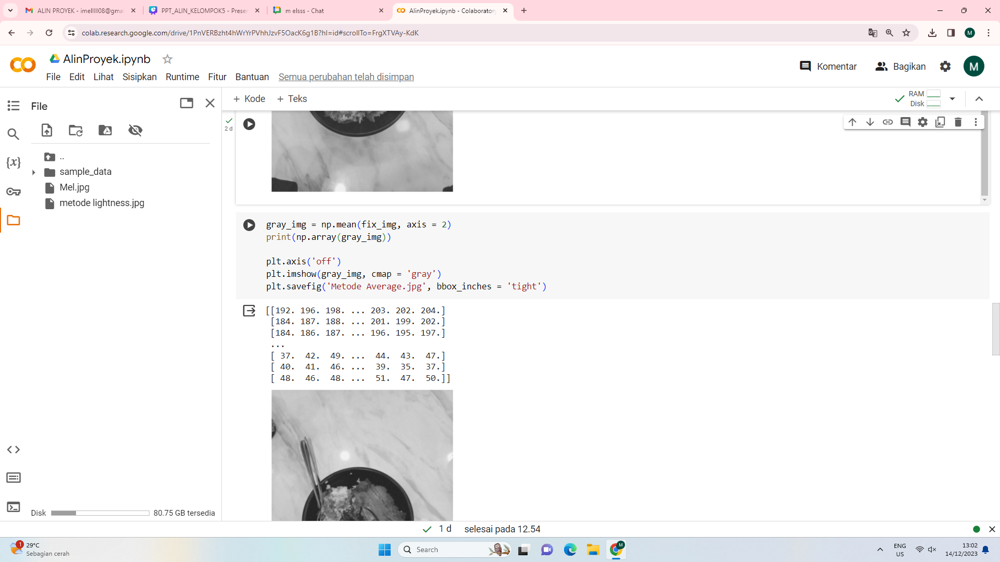 ALIN PROYEK - imelllll08@gma
PPT_ALIN_KELOMPOK5 - Prese
m elsss - Chat
AlinProyek.ipynb - Colaboratory
colab.research.google.com/drive/1PnVERBzht4hWrYrPVhhJzvF5OacK6g1B?hl=id#scrollTo=FrgXTVAy-KdK
M
AlinProyek.ipynb
Komentar
Bagikan
M
File Edit Lihat Sisipkan Runtime Fitur Bantuan Semua perubahan telah disimpan
File
+ Kode + Teks
RAM
Disk
2 d
..
sample_data
Mel.jpg
metode lightness.jpg
{x}
gray_img = np.mean(fix_img, axis = 2)
print(np.array(gray_img))
plt.axis('off')
plt.imshow(gray_img, cmap = 'gray')
plt.savefig('Metode Average.jpg', bbox_inches = 'tight')
[[192. 196. 198. ... 203. 202. 204.]
[184. 187. 188. ... 201. 199. 202.]
[184. 186. 187. ... 196. 195. 197.]
...
[ 37. 42. 49. ... 44. 43. 47.]
[ 40. 41. 46. ... 39. 35. 37.]
[ 48. 46. 48. ... 51. 47. 50.]]
Disk 80.75 GB tersedia
1 d selesai pada 12.54
1
29°C
Sebagian cerah
Search
M
ENG
US
13:02
14/12/2023